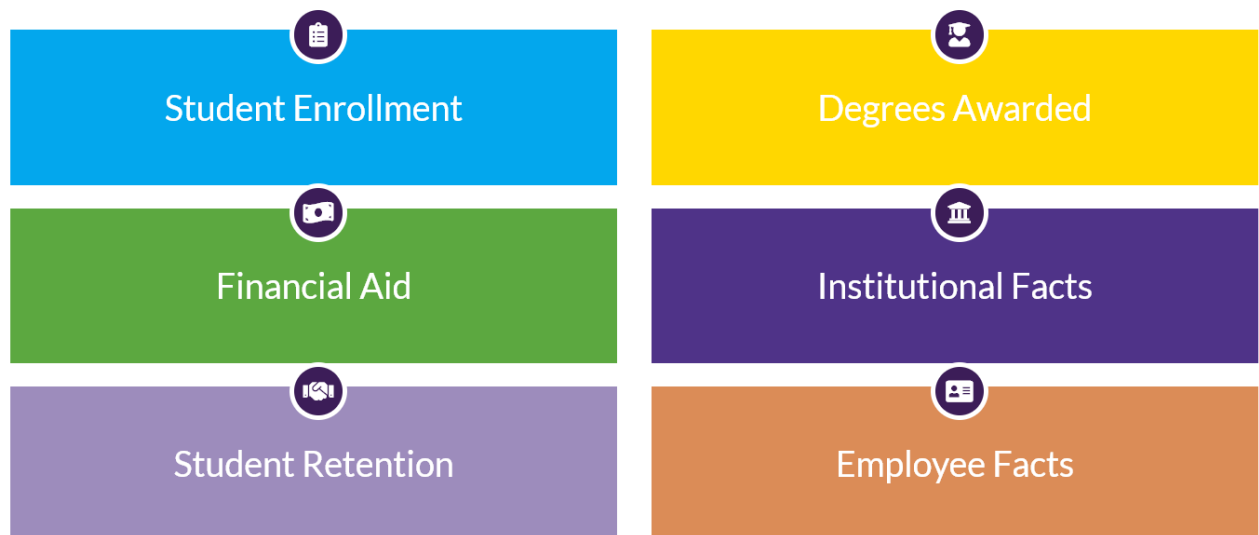 Student Enrollment
Degrees Awarded
Financial Aid
Institutional Facts
Student Retention
Employee Facts